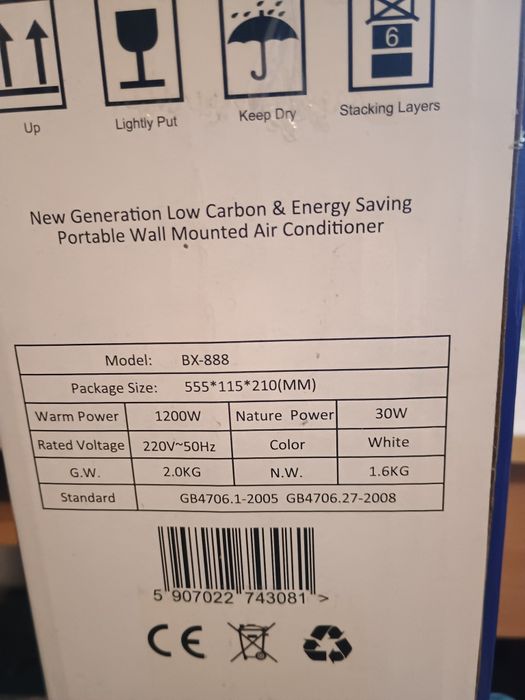 6
Up Lightly Put Keep Dry Stacking Layers
New Generation Low Carbon & Energy Saving
Portable Wall Mounted Air Conditioner
Model: BX-888
Package Size: 555*115*210(MM)
Warm Power 1200W Nature Power 30W
Rated Voltage 220V~50Hz Color White
G.W. 2.0KG N.W. 1.6KG
Standard GB4706.1-2005 GB4706.27-2008
5 907022 743081 >
CE